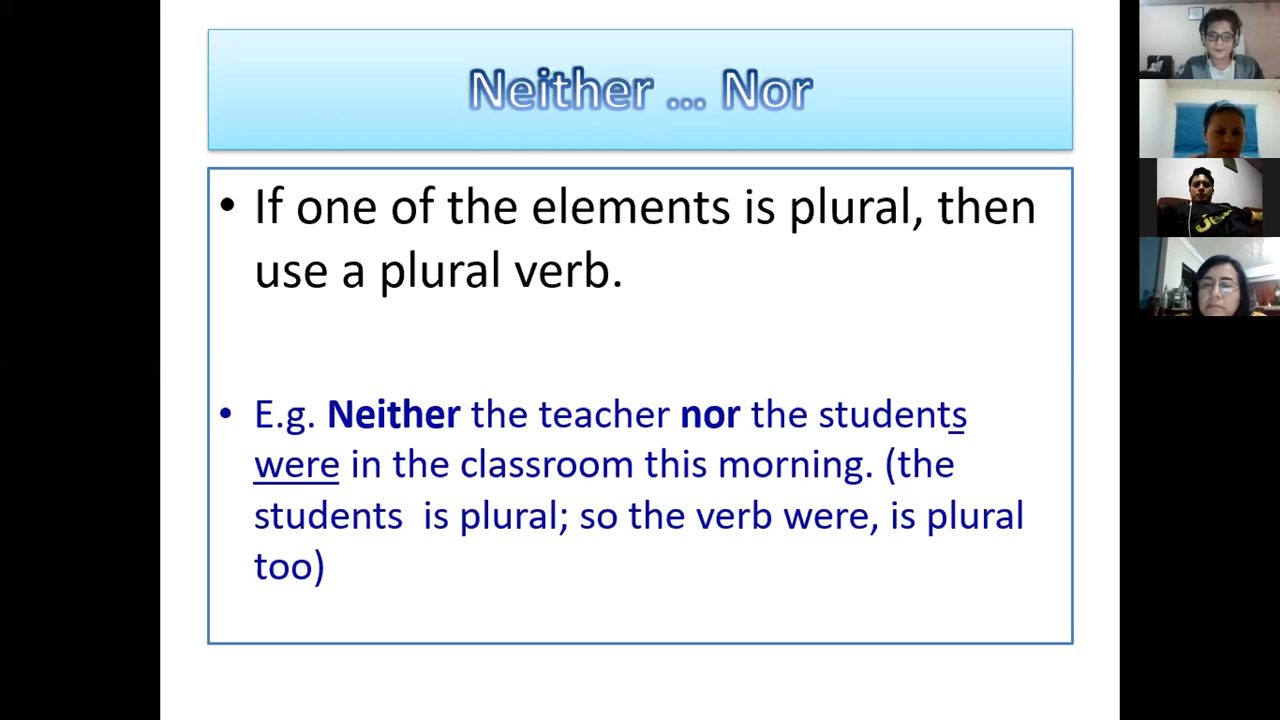 Neither ... Nor
• If one of the elements is plural, then
use a plural verb.
• E.g. Neither the teacher nor the students
were in the classroom this morning. (the
students  is plural; so the verb were, is plural
too)